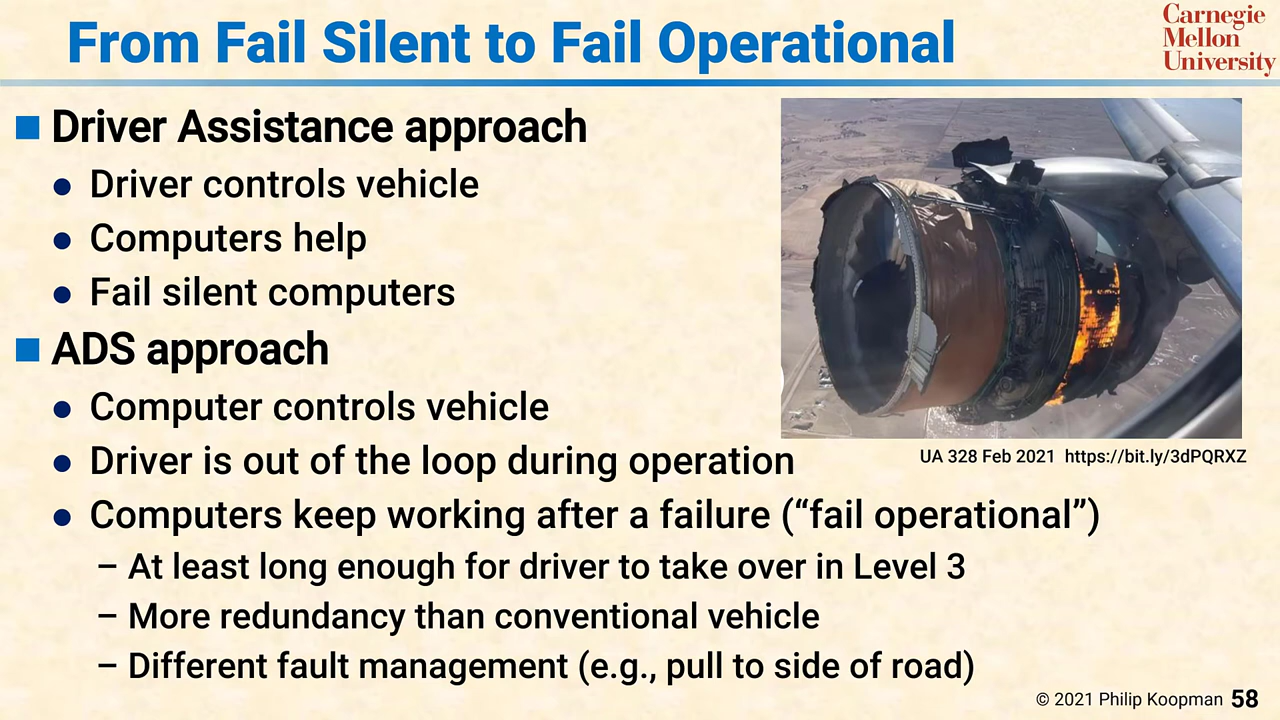 From Fail Silent to Fail Operational
Carnegie
Mellon
University
■ Driver Assistance approach
● Driver controls vehicle
● Computers help
● Fail silent computers
■ ADS approach
● Computer controls vehicle
● Driver is out of the loop during operation
UA 328 Feb 2021 https://bit.ly/3dPQRXZ
● Computers keep working after a failure (“fail operational”)
– At least long enough for driver to take over in Level 3
– More redundancy than conventional vehicle
– Different fault management (e.g., pull to side of road)
© 2021 Philip Koopman 58